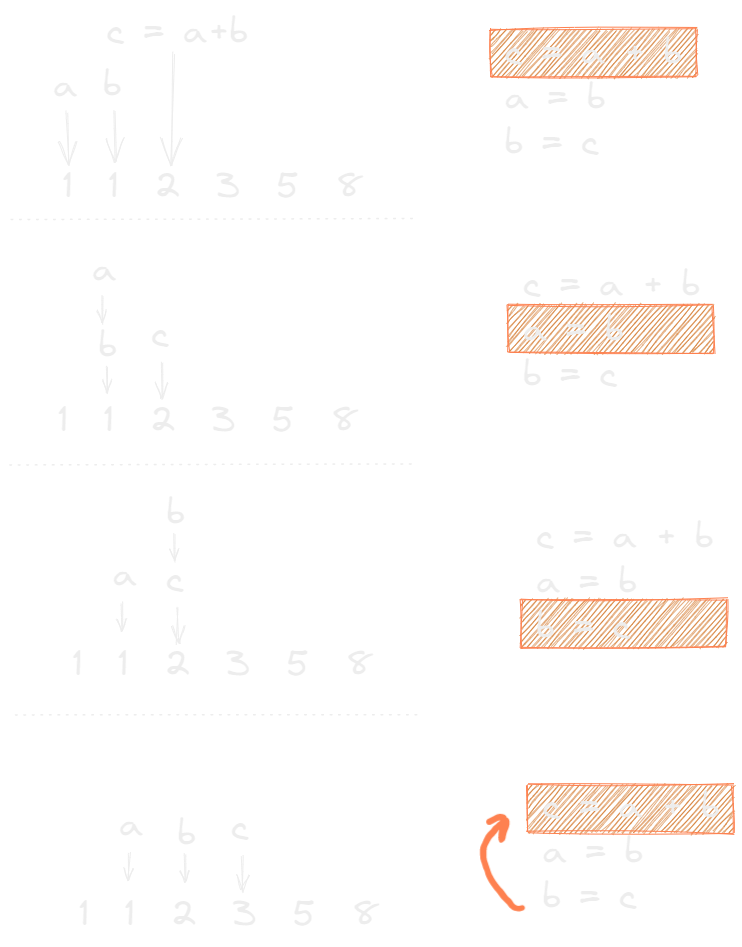 c = a+b
a b
1 1 2 3 5 8
c = a + b
a = b
b = c
a
b c
1 1 2 3 5 8
c = a + b
a = b
b = c
b
a c
1 1 2 3 5 8
c = a + b
a = b
b = c
a b c
1 1 2 3 5 8
c = a + b
a = b
b = c